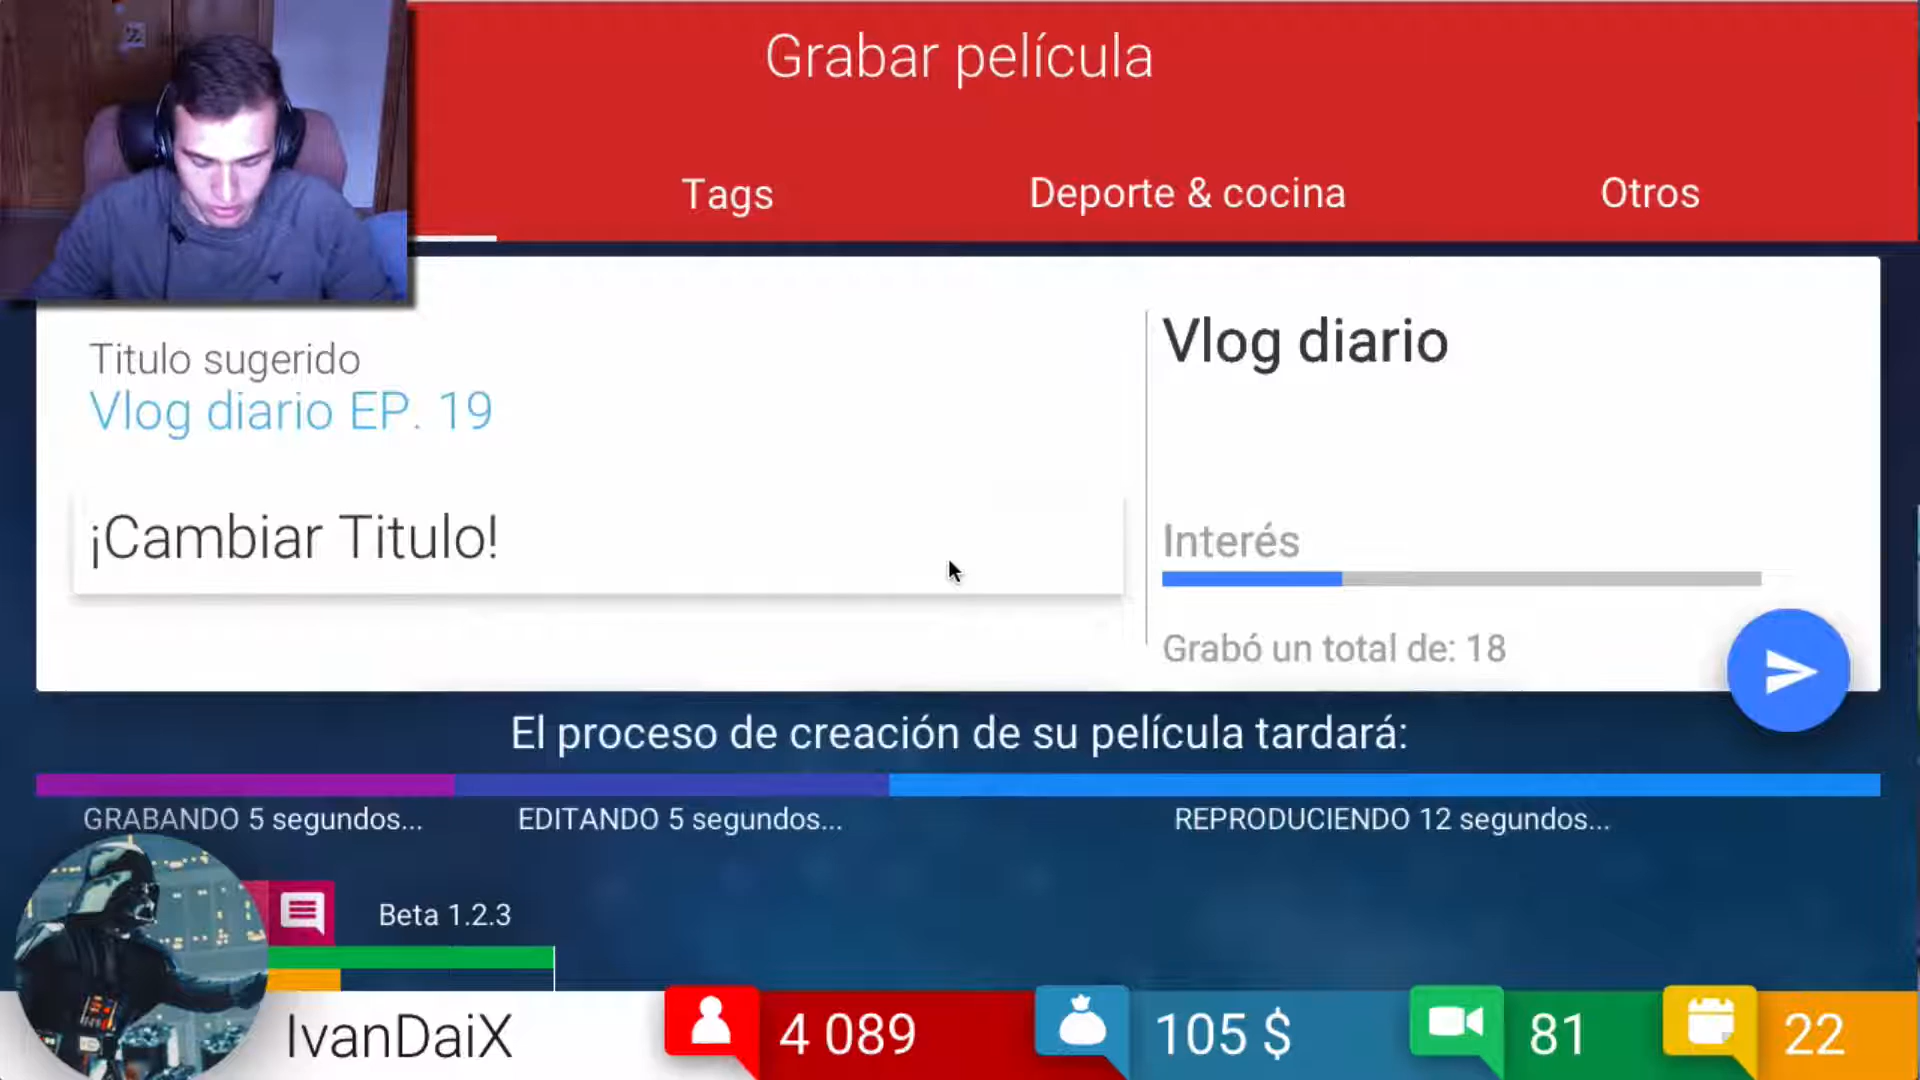 Grabar película
Tags
Deporte & cocina
Otros
Titulo sugerido
Vlog diario EP. 19
¡Cambiar Titulo!
Vlog diario
Interés
Grabó un total de: 18
El proceso de creación de su película tardará:
GRABANDO 5 segundos...
EDITANDO 5 segundos...
REPRODUCIENDO 12 segundos...
Beta 1.2.3
IvanDaiX
4 089
105 $
81
22